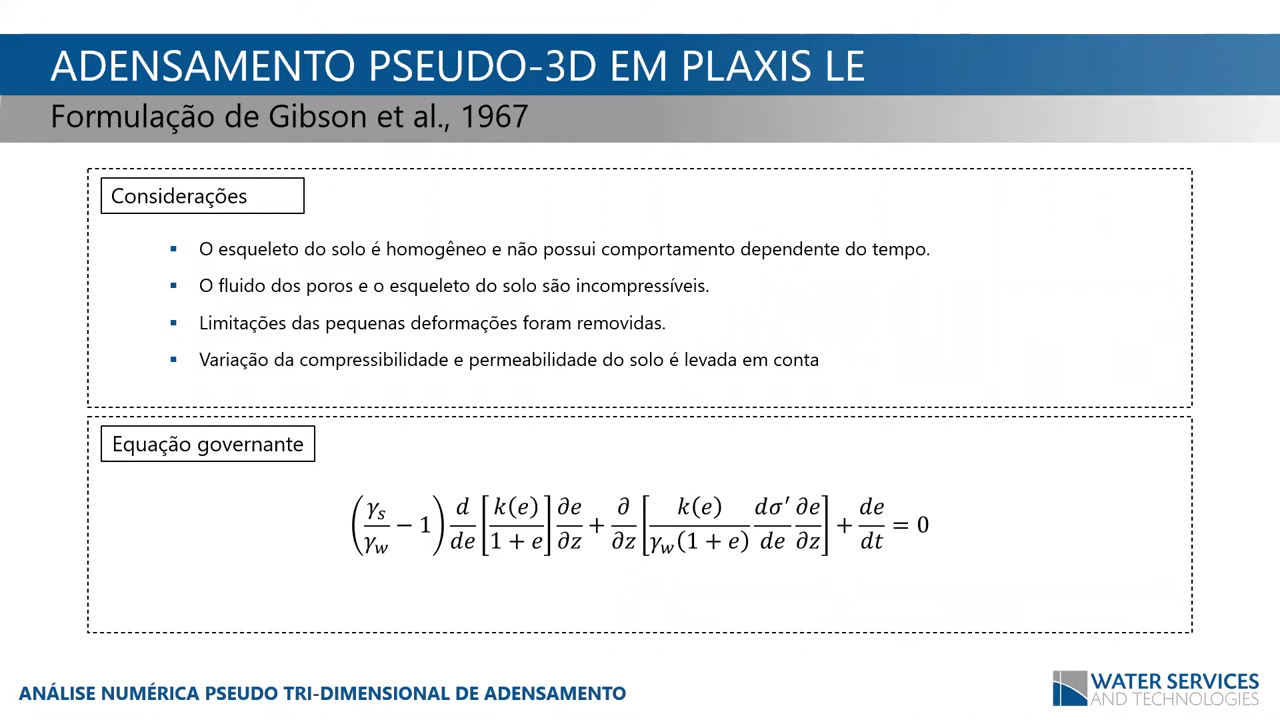 ADENSAMENTO PSEUDO-3D EM PLAXIS LE
Formulação de Gibson et al., 1967
Considerações
▪ O esqueleto do solo é homogêneo e não possui comportamento dependente do tempo.
▪ O fluido dos poros e o esqueleto do solo são incompressíveis.
▪ Limitações das pequenas deformações foram removidas.
▪ Variação da compressibilidade e permeabilidade do solo é levada em conta
Equação governante
(γ_s/γ_w − 1) d/de [k(e)/(1 + e)] ∂e/∂z + ∂/∂z [k(e)/(γ_w(1 + e)) dσ′/de ∂e/∂z] + de/dt = 0
ANÁLISE NUMÉRICA PSEUDO TRI-DIMENSIONAL DE ADENSAMENTO
WATER SERVICES
AND TECHNOLOGIES